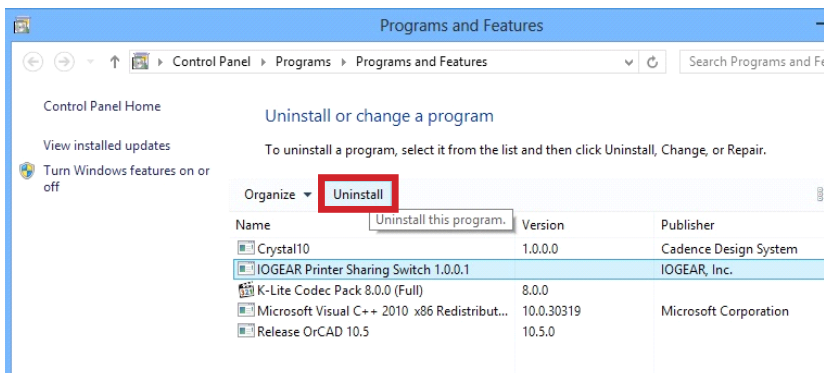 Programs and Features
Control Panel Programs Programs and Features
Search Programs and Fe
Control Panel Home
View installed updates
Turn Windows features on or
off
Uninstall or change a program
To uninstall a program, select it from the list and then click Uninstall, Change, or Repair.
Organize Uninstall
Uninstall this program.
Name Version Publisher
Crystal10 1.0.0.0 Cadence Design System
IOGEAR Printer Sharing Switch 1.0.0.1 IOGEAR, Inc.
K-Lite Codec Pack 8.0.0 (Full) 8.0.0
Microsoft Visual C++ 2010 x86 Redistribut... 10.0.30319 Microsoft Corporation
Release OrCAD 10.5 10.5.0